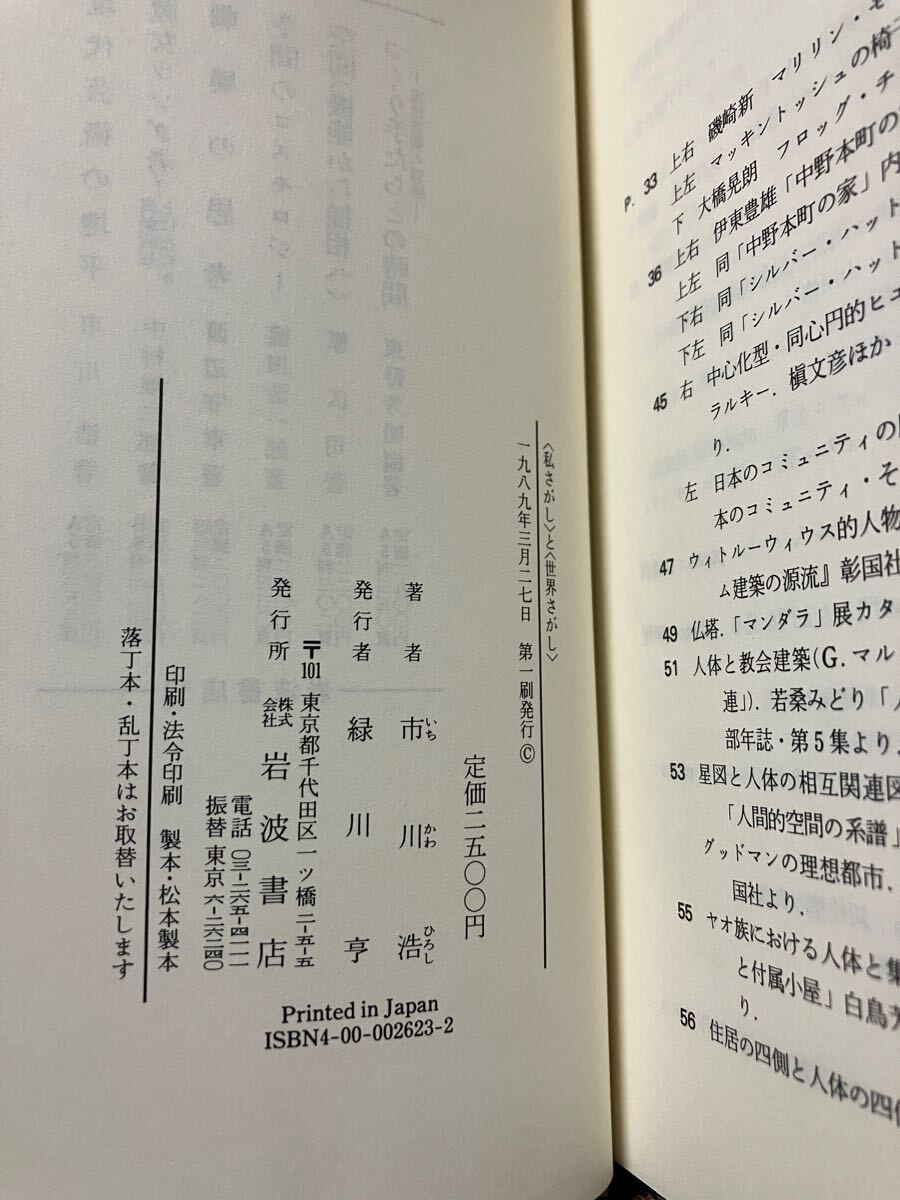 〈私さがし〉と〈世界さがし〉
一九八九年三月二七日　第一刷発行©
定価二五〇〇円
著者　市川浩
いちかわひろし
発行者　緑川亨
〒101 東京都千代田区一ツ橋二-五-五
発行所　株式会社　岩波書店
電話 〇三-二六五-四一一一
振替 東京 六-二六二四〇
印刷・法令印刷　製本・松本製本
落丁本・乱丁本はお取替いたします
Printed in Japan
ISBN4-00-002623-2
P. 33 上右　磯崎新　マリリン・モ
上左　マッキントッシュの椅子
下　大橋晃朗　フロッグ・チ
36 上右　伊東豊雄「中野本町の
上左　同「中野本町の家」内
下右　同「シルバー・ハット
下左　同「シルバー・ハット
45 右　中心化型・同心円的ヒエ
ラルキー．槇文彦ほか
り．
左　日本のコミュニティの
本のコミュニティ・そ
47 ウィトルーウィウス的人物
ム建築の源流』彰国社
49 仏塔．「マンダラ」展カタ
51 人体と教会建築(G. マル
連」)．若桑みどり「
部年誌・第5集より．
53 星図と人体の相互関連図
「人間的空間の系譜」
グッドマンの理想都市．
国社より．
55 ヤオ族における人体と集
と付属小屋」白鳥芳
り．
56 住居の四側と人体の四